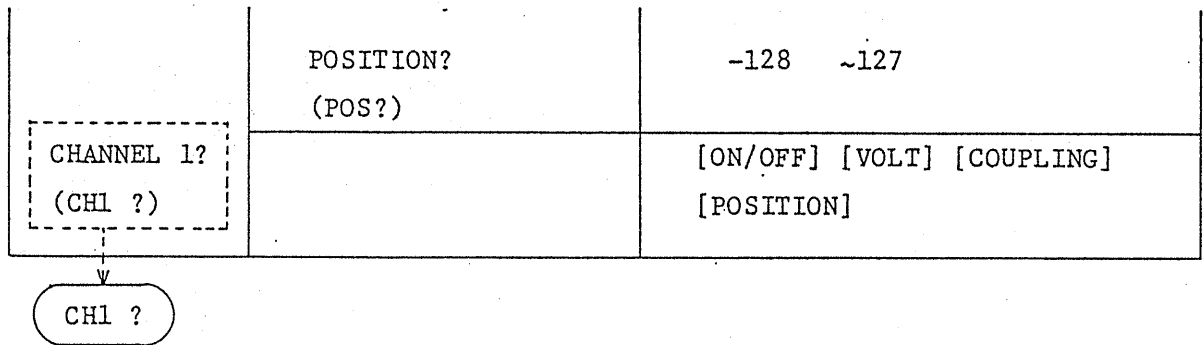 POSITION? -128 ~127
(POS?)
CHANNEL 1? [ON/OFF] [VOLT] [COUPLING]
(CH1 ?) [POSITION]
CH1 ?